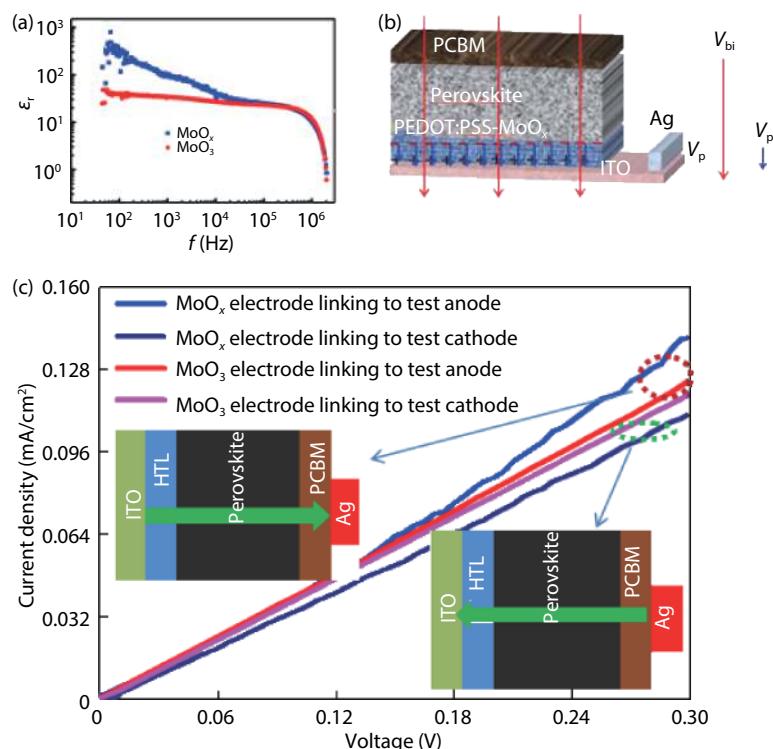 (a)
10³
10²
10¹
10⁰
εr
MoOₓ
MoO₃
10¹ 10² 10³ 10⁴ 10⁵ 10⁶
f (Hz)
(b)
PCBM
Perovskite
PEDOT:PSS-MoOₓ
ITO
Ag
Vp
Vbi
Vp
(c)
0.160
0.128
0.096
0.064
0.032
0
Current density (mA/cm²)
MoOₓ electrode linking to test anode
MoOₓ electrode linking to test cathode
MoO₃ electrode linking to test anode
MoO₃ electrode linking to test cathode
ITO
HTL
Perovskite
PCBM
Ag
ITO
HTL
Perovskite
PCBM
Ag
0 0.06 0.12 0.18 0.24 0.30
Voltage (V)